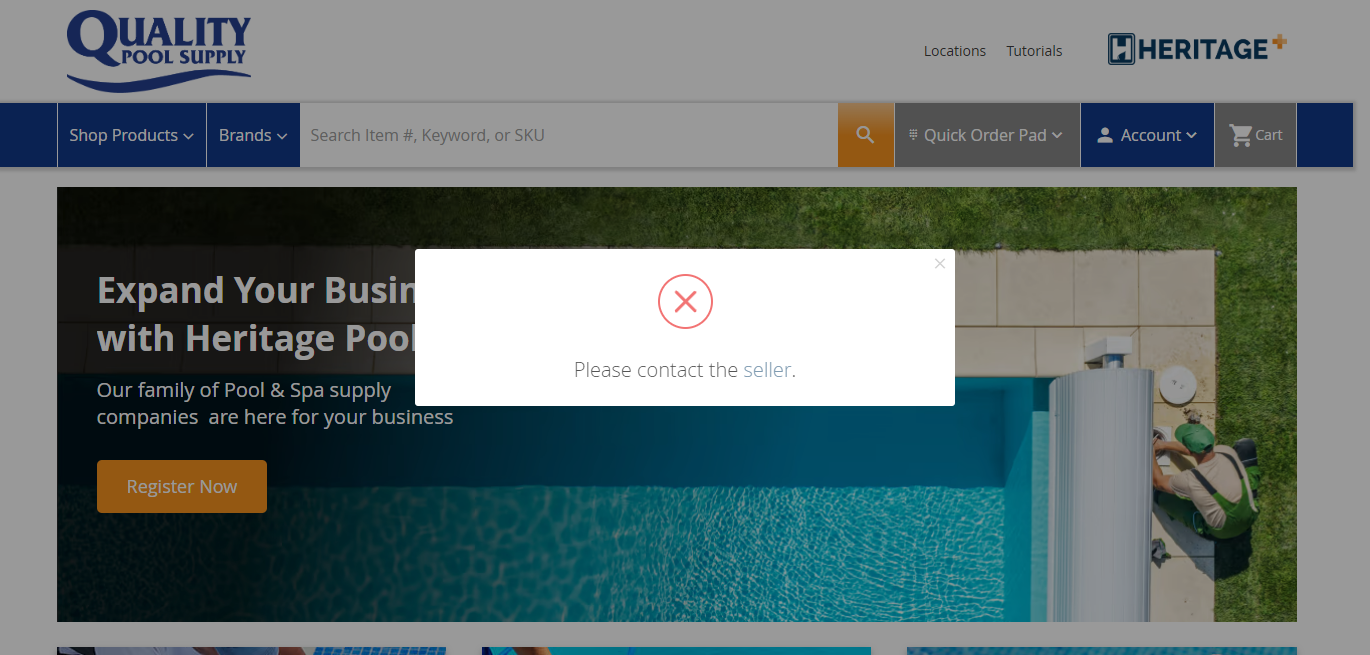 QUALITY
POOL SUPPLY
Locations Tutorials
HERITAGE+
Shop Products Brands Search Item #, Keyword, or SKU Quick Order Pad Account Cart
Expand Your Busin
with Heritage Pool
Our family of Pool & Spa supply
companies are here for your business
Register Now
Please contact the seller.